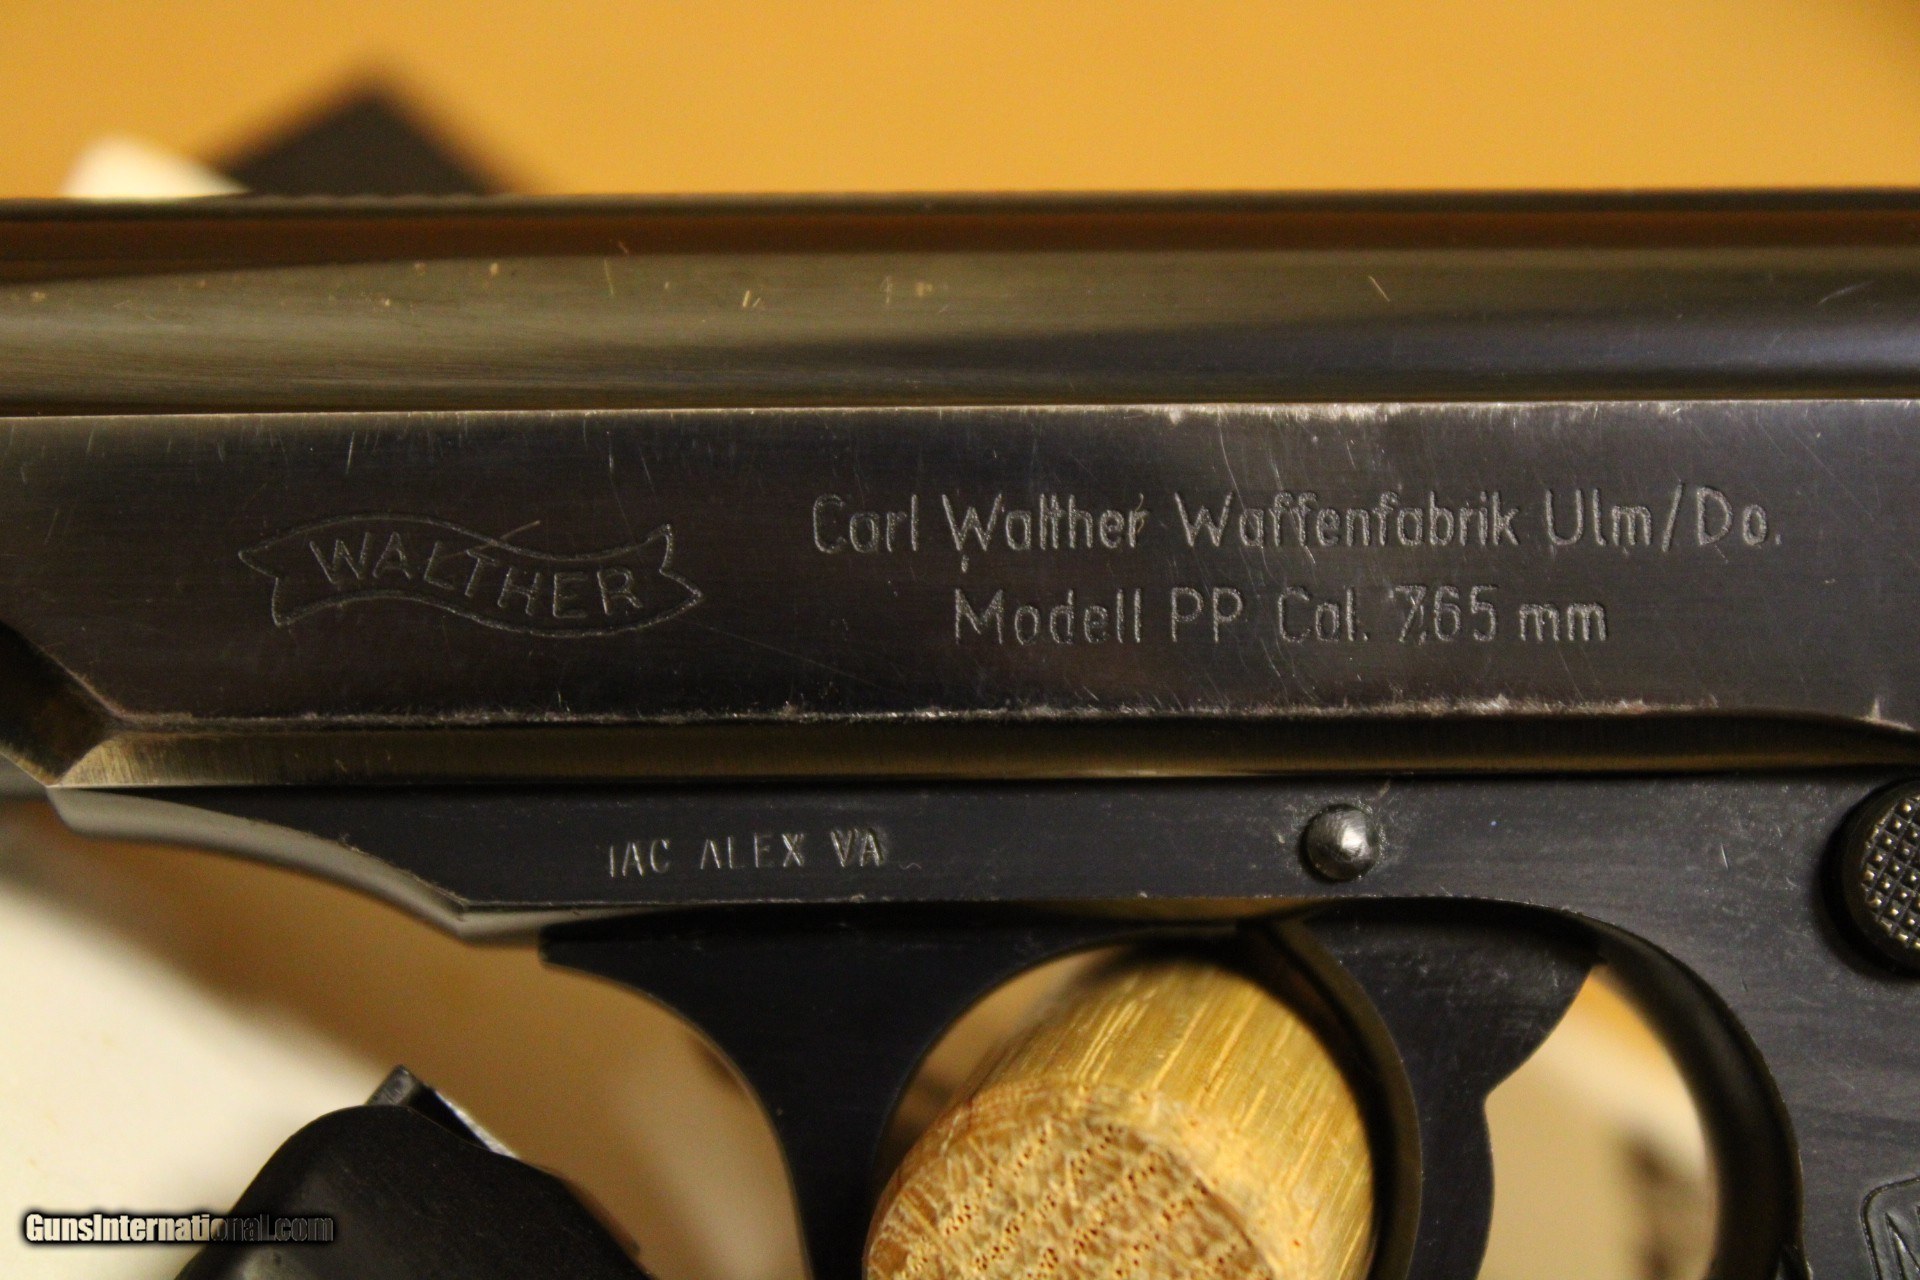 WALTHER
Carl Walther Waffenfabrik Ulm/Do.
Modell PP Cal. 7,65 mm
IAC ALEX VA
GunsInternational.com